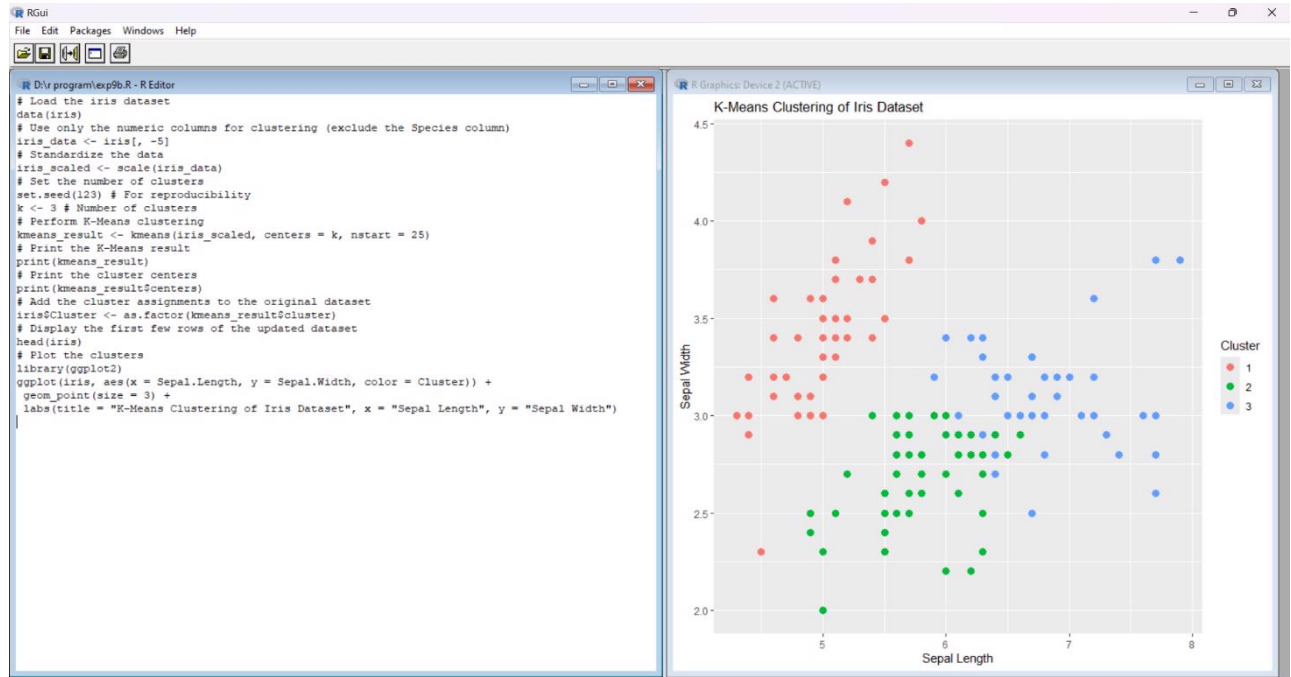 RGui
File Edit Packages Windows Help
D:\r program\exp9b.R - R Editor
# Load the iris dataset
data(iris)
# Use only the numeric columns for clustering (exclude the Species column)
iris_data <- iris[, -5]
# Standardize the data
iris_scaled <- scale(iris_data)
# Set the number of clusters
set.seed(123) # For reproducibility
k <- 3 # Number of clusters
# Perform K-Means clustering
kmeans_result <- kmeans(iris_scaled, centers = k, nstart = 25)
# Print the K-Means result
print(kmeans_result)
# Print the cluster centers
print(kmeans_result$centers)
# Add the cluster assignments to the original dataset
iris$Cluster <- as.factor(kmeans_result$cluster)
# Display the first few rows of the updated dataset
head(iris)
# Plot the clusters
library(ggplot2)
ggplot(iris, aes(x = Sepal.Length, y = Sepal.Width, color = Cluster)) +
 geom_point(size = 3) +
 labs(title = "K-Means Clustering of Iris Dataset", x = "Sepal Length", y = "Sepal Width")
R Graphics: Device 2 (ACTIVE)
K-Means Clustering of Iris Dataset
4.5
4.0
3.5
3.0
2.5
2.0
Sepal Width
5 6 7 8
Sepal Length
Cluster
1
2
3